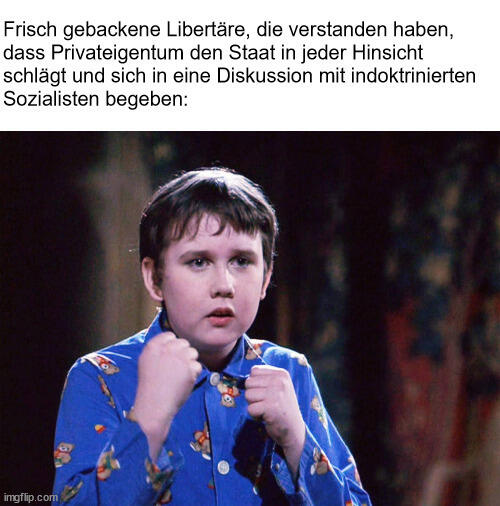 Frisch gebackene Libertäre, die verstanden haben,
dass Privateigentum den Staat in jeder Hinsicht
schlägt und sich in eine Diskussion mit indoktrinierten
Sozialisten begeben:
imgflip.com